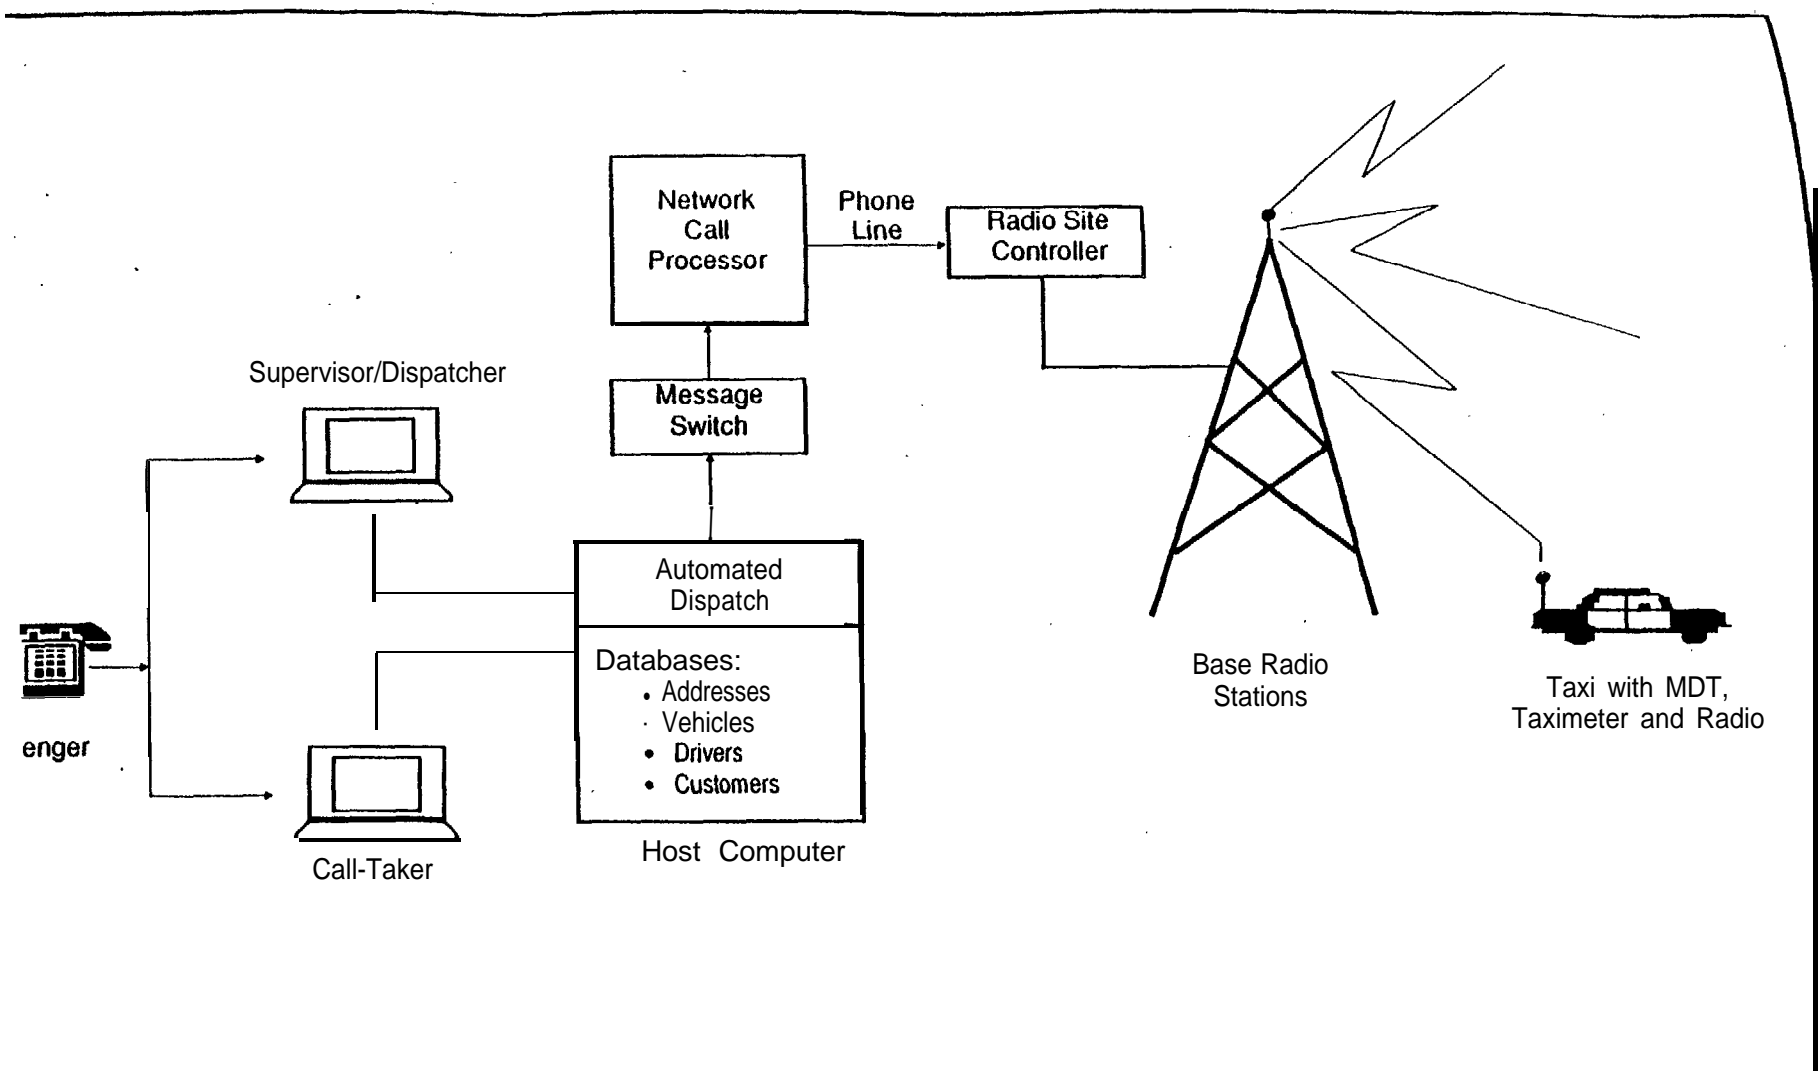 Network
Call
Processor
Phone
Line
Radio Site
Controller
Supervisor/Dispatcher
Message
Switch
Automated
Dispatch
Databases:
• Addresses
· Vehicles
• Drivers
• Customers
Host Computer
enger
Call-Taker
Base Radio
Stations
Taxi with MDT,
Taximeter and Radio